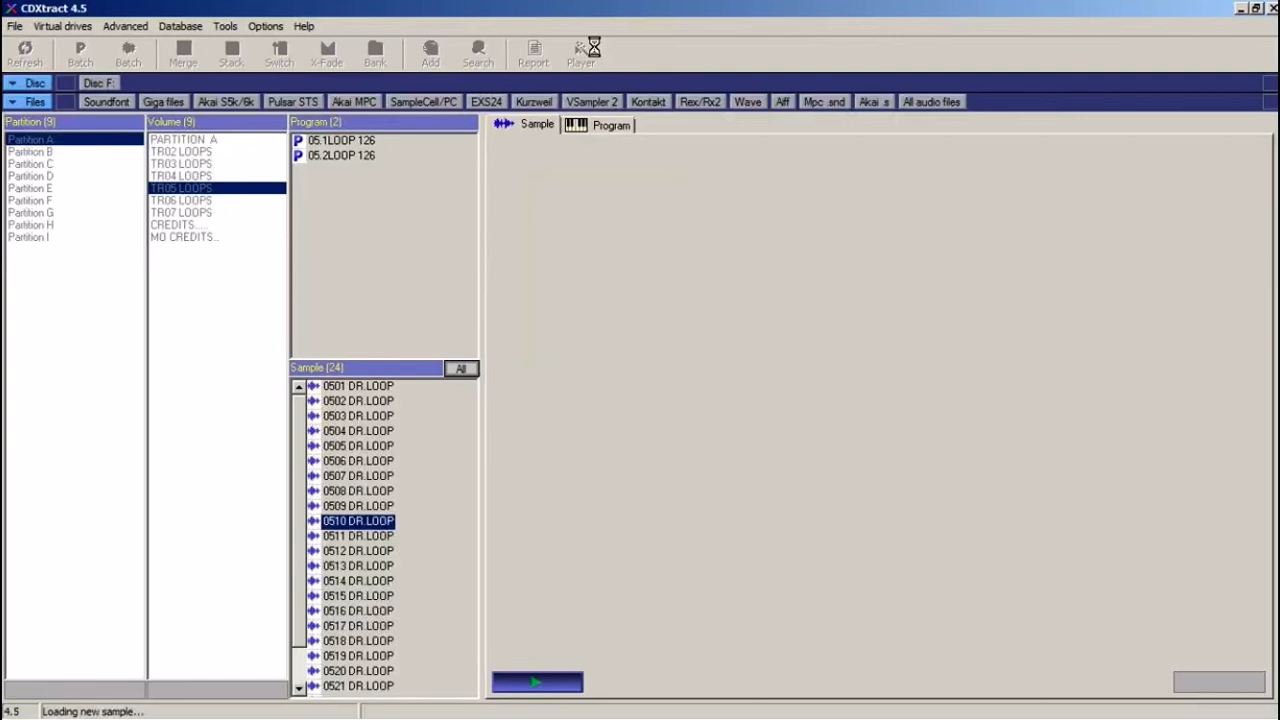 CDXtract 4.5
File Virtual drives Advanced Database Tools Options Help
Refresh Batch Batch Merge Stack Switch X-Fade Bank Add Search Report Player
Disc Disc F:
Files Soundfont Giga files Akai S5k/6k Pulsar STS Akai MPC SampleCell/PC EXS24 Kurzweil VSampler 2 Kontakt Rex/Rx2 Wave Aiff Mpc .snd Akai .s All audio files
Partition (9) Volume (9) Program (2) Sample Program
Partition A
Partition B
Partition C
Partition D
Partition E
Partition F
Partition G
Partition H
Partition I
PARTITION A
TR02 LOOPS
TR03 LOOPS
TR04 LOOPS
TR05 LOOPS
TR06 LOOPS
TR07 LOOPS
CREDITS.....
MO CREDITS..
05.1LOOP 126
05.2LOOP 126
Sample (24) All
0501 DR.LOOP
0502 DR.LOOP
0503 DR.LOOP
0504 DR.LOOP
0505 DR.LOOP
0506 DR.LOOP
0507 DR.LOOP
0508 DR.LOOP
0509 DR.LOOP
0510 DR.LOOP
0511 DR.LOOP
0512 DR.LOOP
0513 DR.LOOP
0514 DR.LOOP
0515 DR.LOOP
0516 DR.LOOP
0517 DR.LOOP
0518 DR.LOOP
0519 DR.LOOP
0520 DR.LOOP
0521 DR.LOOP
4.5 Loading new sample...